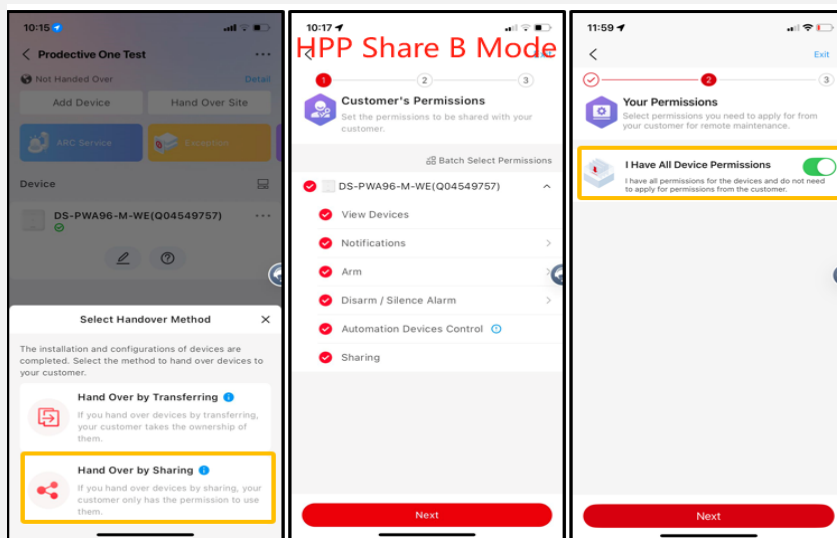 10:15
Prodective One Test
Not Handed Over
Detail
Add Device
Hand Over Site
ARC Service
Exception
Device
DS-PWA96-M-WE(Q04549757)
Select Handover Method
The installation and configurations of devices are
completed. Select the method to hand over devices to
your customer.
Hand Over by Transferring
If you hand over devices by transferring,
your customer takes the ownership of
them.
Hand Over by Sharing
If you hand over devices by sharing, your
customer only has the permission to use
them.
10:17
HPP Share B Mode
1
2
3
Customer's Permissions
Set the permissions to be shared with your
customer.
Batch Select Permissions
DS-PWA96-M-WE(Q04549757)
View Devices
Notifications
Arm
Disarm / Silence Alarm
Automation Devices Control
Sharing
Next
11:59
Exit
2
3
Your Permissions
Select permissions you need to apply for from
your customer for remote maintenance.
I Have All Device Permissions
I have all permissions for the devices and do not need
to apply for permissions from the customer.
Next